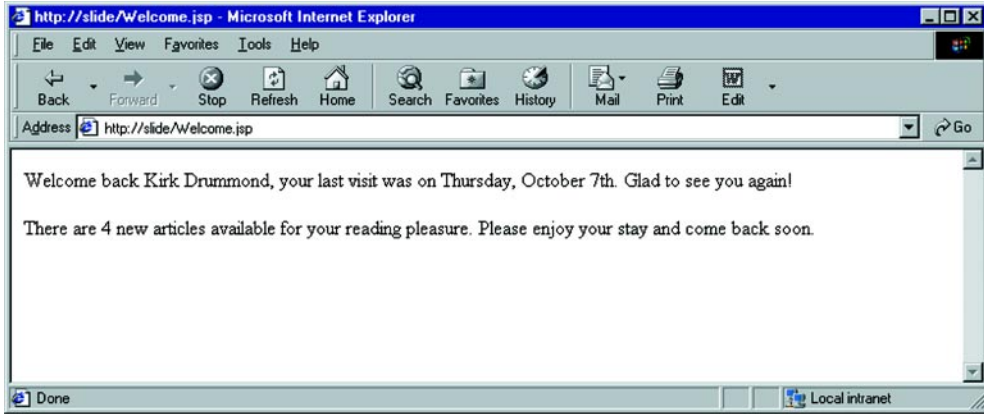 http://slide/Welcome.jsp - Microsoft Internet Explorer
File Edit View Favorites Tools Help
Back Forward Stop Refresh Home Search Favorites History Mail Print Edit
Address http://slide/Welcome.jsp Go
Welcome back Kirk Drummond, your last visit was on Thursday, October 7th. Glad to see you again!
There are 4 new articles available for your reading pleasure. Please enjoy your stay and come back soon.
Done Local intranet